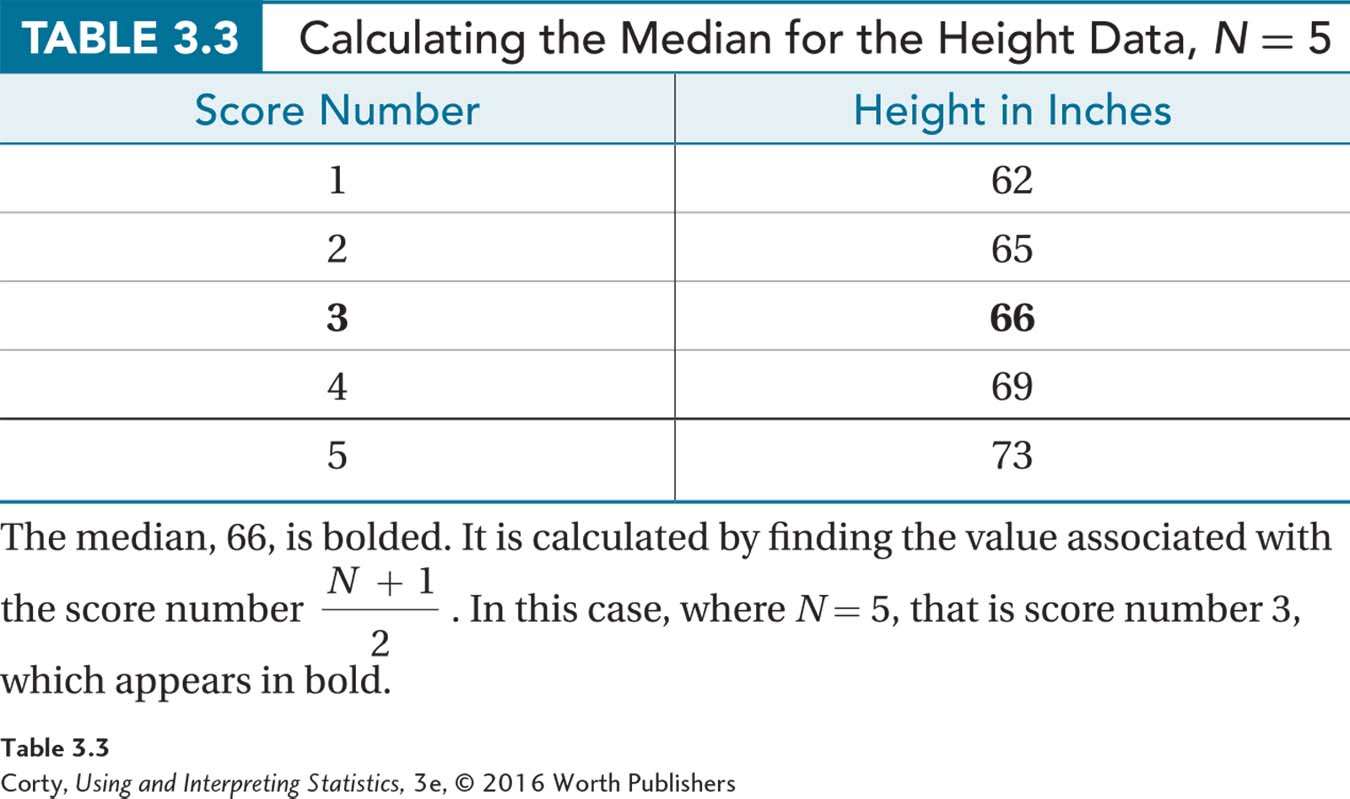 TABLE 3.3 Calculating the Median for the Height Data, N = 5
Score Number Height in Inches
1 62
2 65
3 66
4 69
5 73
The median, 66, is bolded. It is calculated by finding the value associated with
the score number (N + 1)/2 . In this case, where N = 5, that is score number 3,
which appears in bold.
Table 3.3
Corty, Using and Interpreting Statistics, 3e, © 2016 Worth Publishers